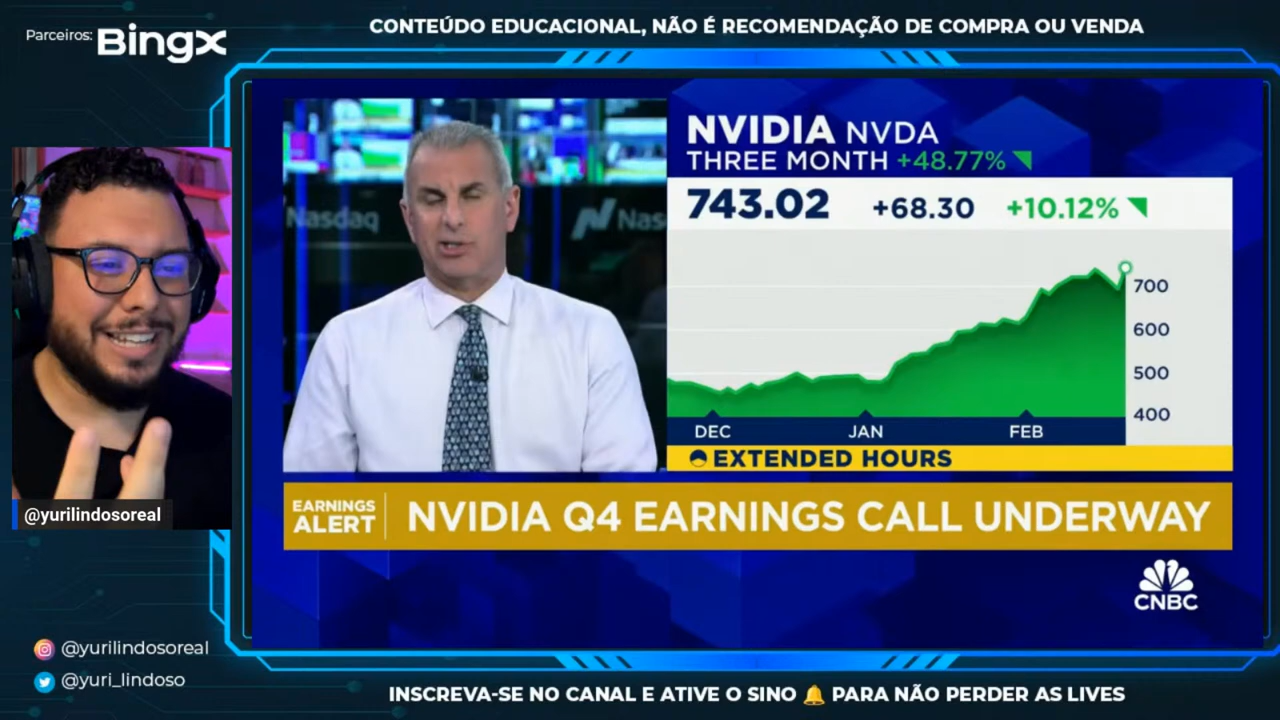 CONTEÚDO EDUCACIONAL, NÃO É RECOMENDAÇÃO DE COMPRA OU VENDA
Parceiros: BingX
NVIDIA NVDA
THREE MONTH +48.77%
743.02 +68.30 +10.12%
Nasdaq
Nas
700
600
500
400
DEC JAN FEB
EXTENDED HOURS
@yurilindosoreal
EARNINGS ALERT
NVIDIA Q4 EARNINGS CALL UNDERWAY
CNBC
@yurilindosoreal
@yuri_lindoso
INSCREVA-SE NO CANAL E ATIVE O SINO 🔔 PARA NÃO PERDER AS LIVES